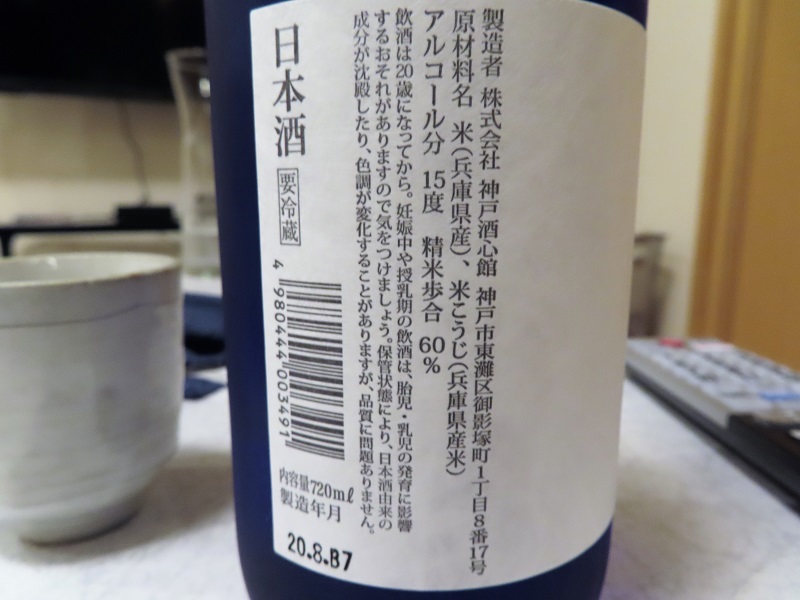 製造者 株式会社 神戸酒心館 神戸市東灘区御影塚町1丁目8番17号
原材料名 米（兵庫県産）、米こうじ（兵庫県産米）
アルコール分 15度 精米歩合 60%
飲酒は20歳になってから。妊娠中や授乳期の飲酒は、胎児・乳児の発育に影響
するおそれがありますので気をつけましょう。保管状態により、日本酒由来の
成分が沈殿したり、色調が変化することがありますが、品質に問題ありません。
日本酒 要冷蔵
4 980444 003491
内容量720mℓ
製造年月
20.8.B7